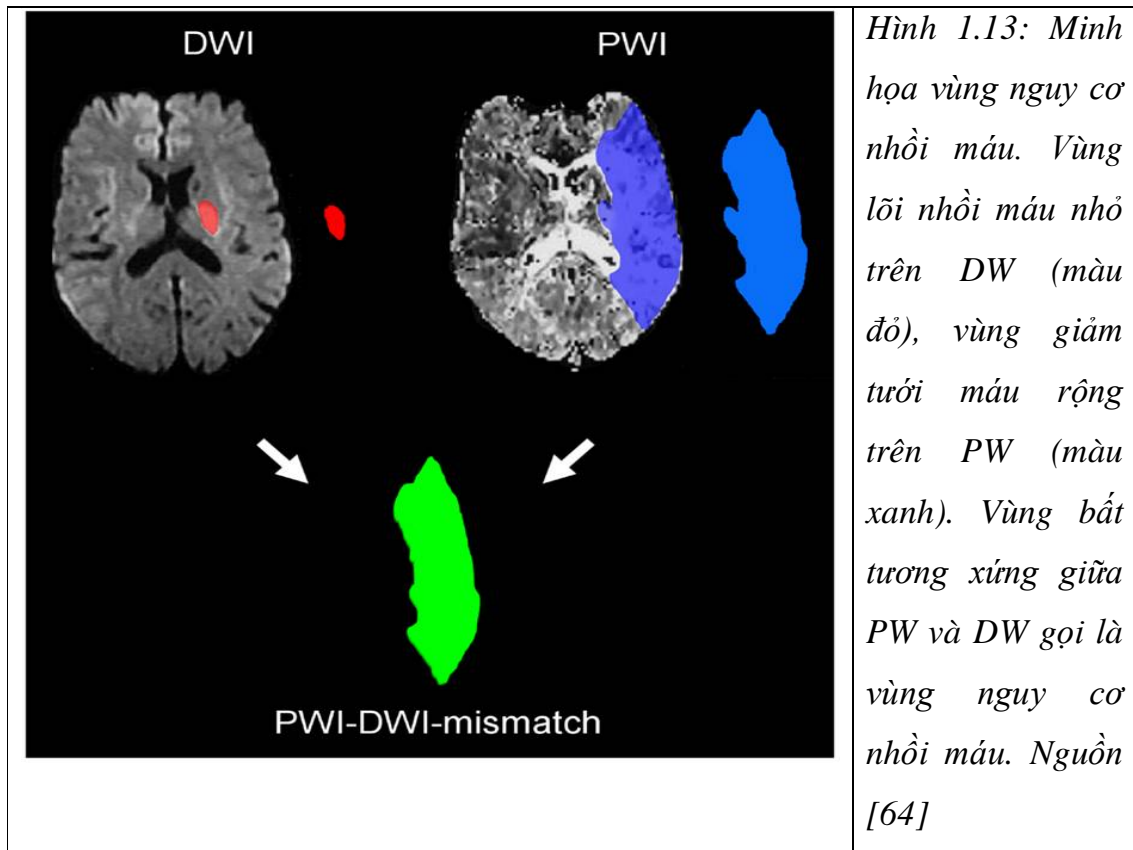 DWI
PWI
PWI-DWI-mismatch
Hình 1.13: Minh
họa vùng nguy cơ
nhồi máu. Vùng
lõi nhồi máu nhỏ
trên DW (màu
đỏ), vùng giảm
tưới máu rộng
trên PW (màu
xanh). Vùng bất
tương xứng giữa
PW và DW gọi là
vùng nguy cơ
nhồi máu. Nguồn
[64]